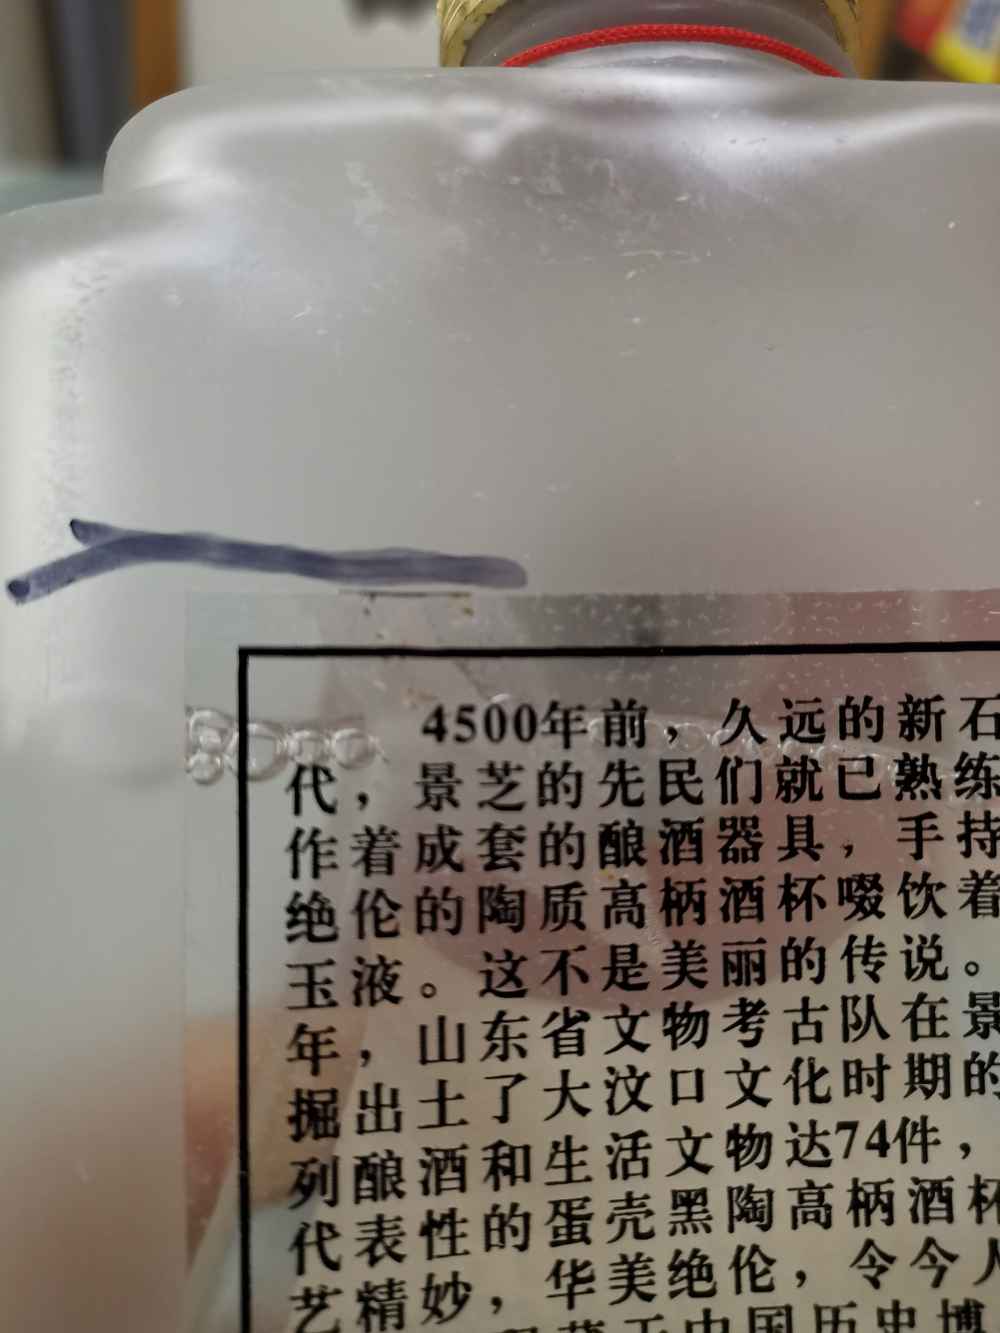 4500年前，久远的新石
代，景芝的先民们就已熟练
作着成套的酿酒器具，手持
绝伦的陶质高柄酒杯啜饮着
玉液。这不是美丽的传说。
年，山东省文物考古队在景
掘出土了大汶口文化时期的
列酿酒和生活文物达74件，
代表性的蛋壳黑陶高柄酒杯
艺精妙，华美绝伦，令今人
中国历史博